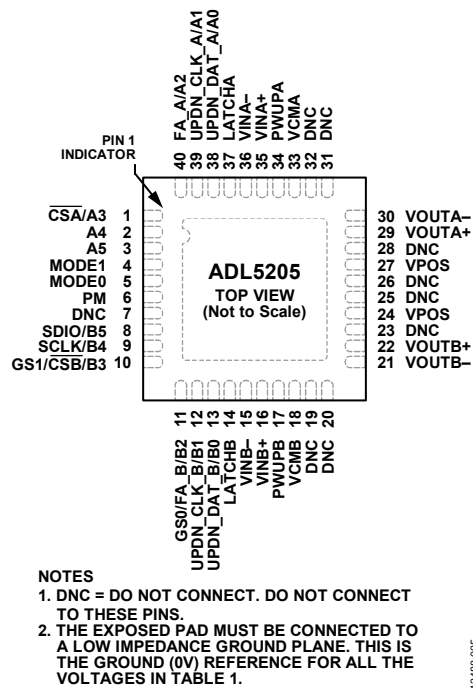 FA_A/A2
UPDN_CLK_A/A1
UPDN_DAT_A/A0
LATCHA
VINA–
VINA+
PWUPA
VCMA
DNC
DNC
40 39 38 37 36 35 34 33 32 31
PIN 1
INDICATOR
CSA/A3 1
A4 2
A5 3
MODE1 4
MODE0 5
PM 6
DNC 7
SDIO/B5 8
SCLK/B4 9
GS1/CSB/B3 10
ADL5205
TOP VIEW
(Not to Scale)
30 VOUTA–
29 VOUTA+
28 DNC
27 VPOS
26 DNC
25 DNC
24 VPOS
23 DNC
22 VOUTB+
21 VOUTB–
11 12 13 14 15 16 17 18 19 20
GS0/FA_B/B2
UPDN_CLK_B/B1
UPDN_DAT_B/B0
LATCHB
VINB–
VINB+
PWUPB
VCMB
DNC
DNC
NOTES
1. DNC = DO NOT CONNECT. DO NOT CONNECT
TO THESE PINS.
2. THE EXPOSED PAD MUST BE CONNECTED TO
A LOW IMPEDANCE GROUND PLANE. THIS IS
THE GROUND (0V) REFERENCE FOR ALL THE
VOLTAGES IN TABLE 1.